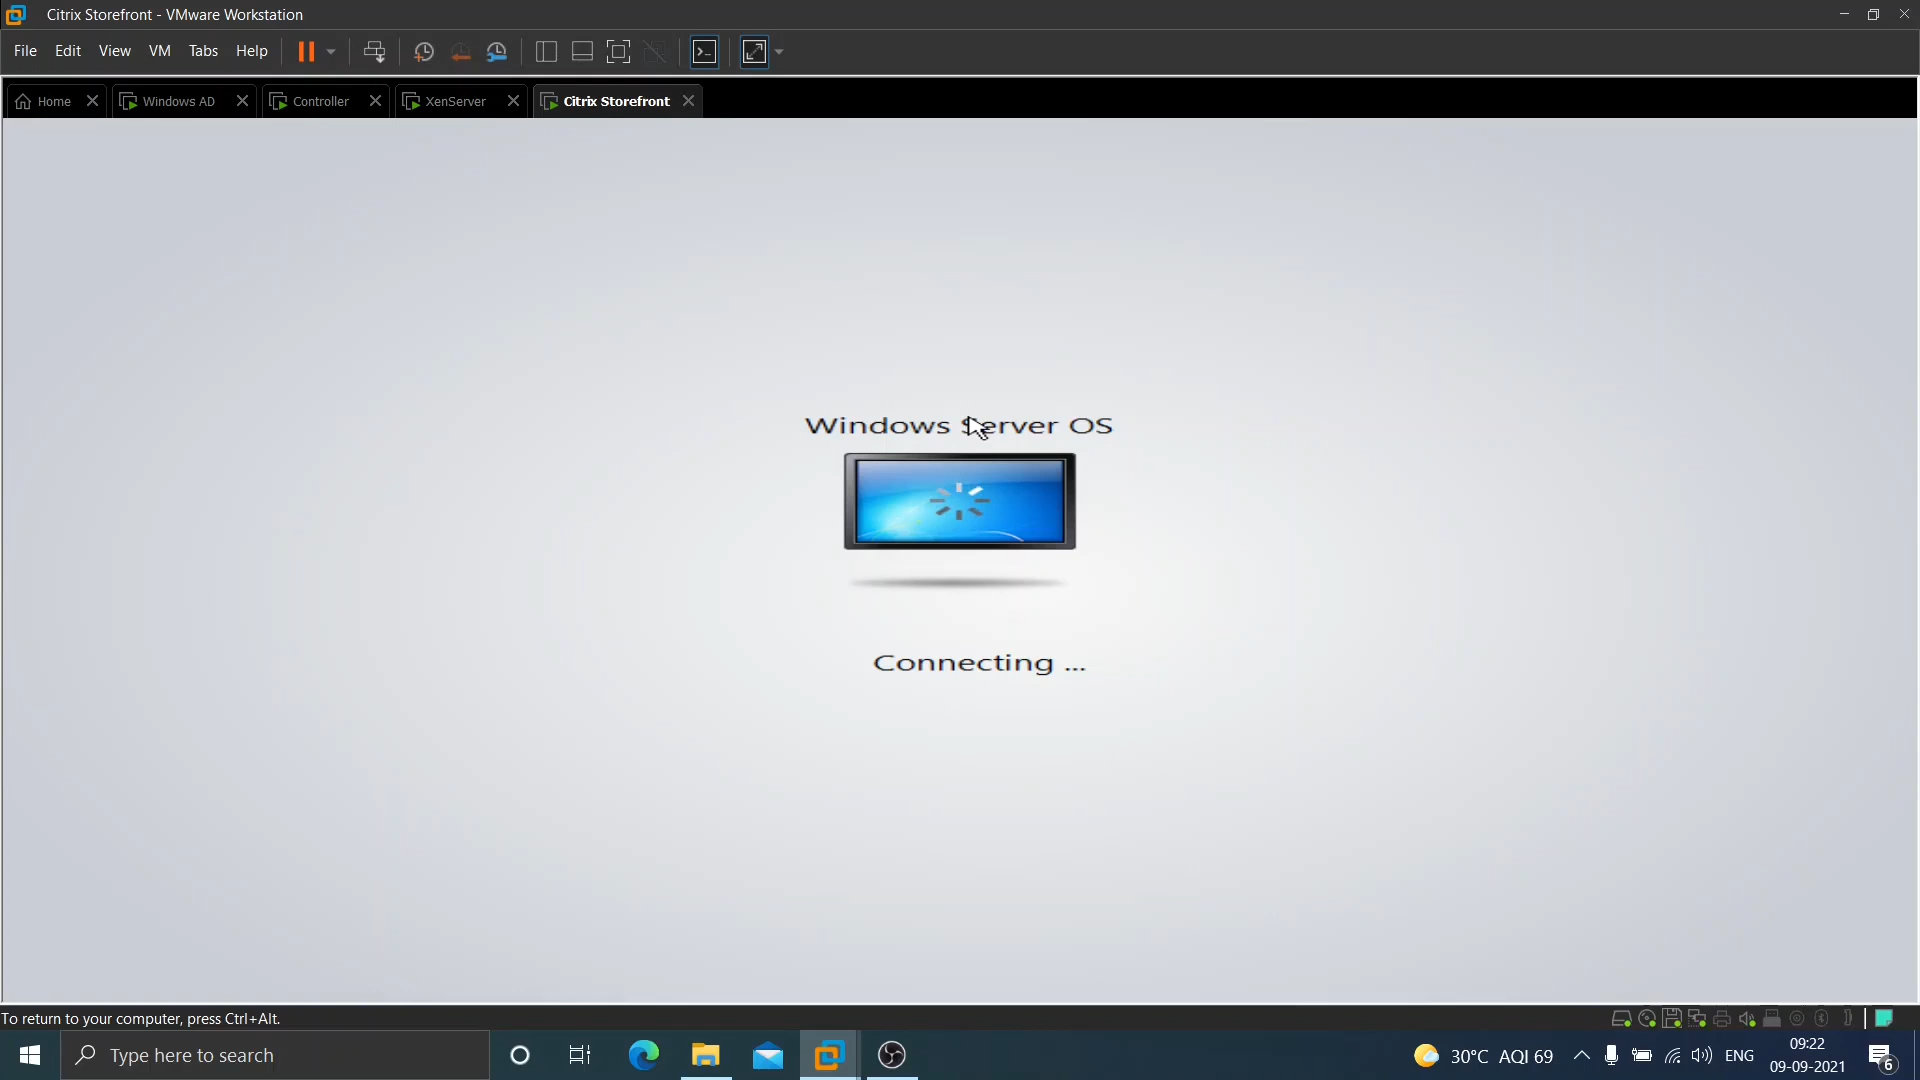 Citrix Storefront - VMware Workstation
File Edit View VM Tabs Help
Home Windows AD Controller XenServer Citrix Storefront
Windows Server OS
Connecting ...
To return to your computer, press Ctrl+Alt.
Type here to search
30°C AQI 69
ENG
09:22
09-09-2021
6